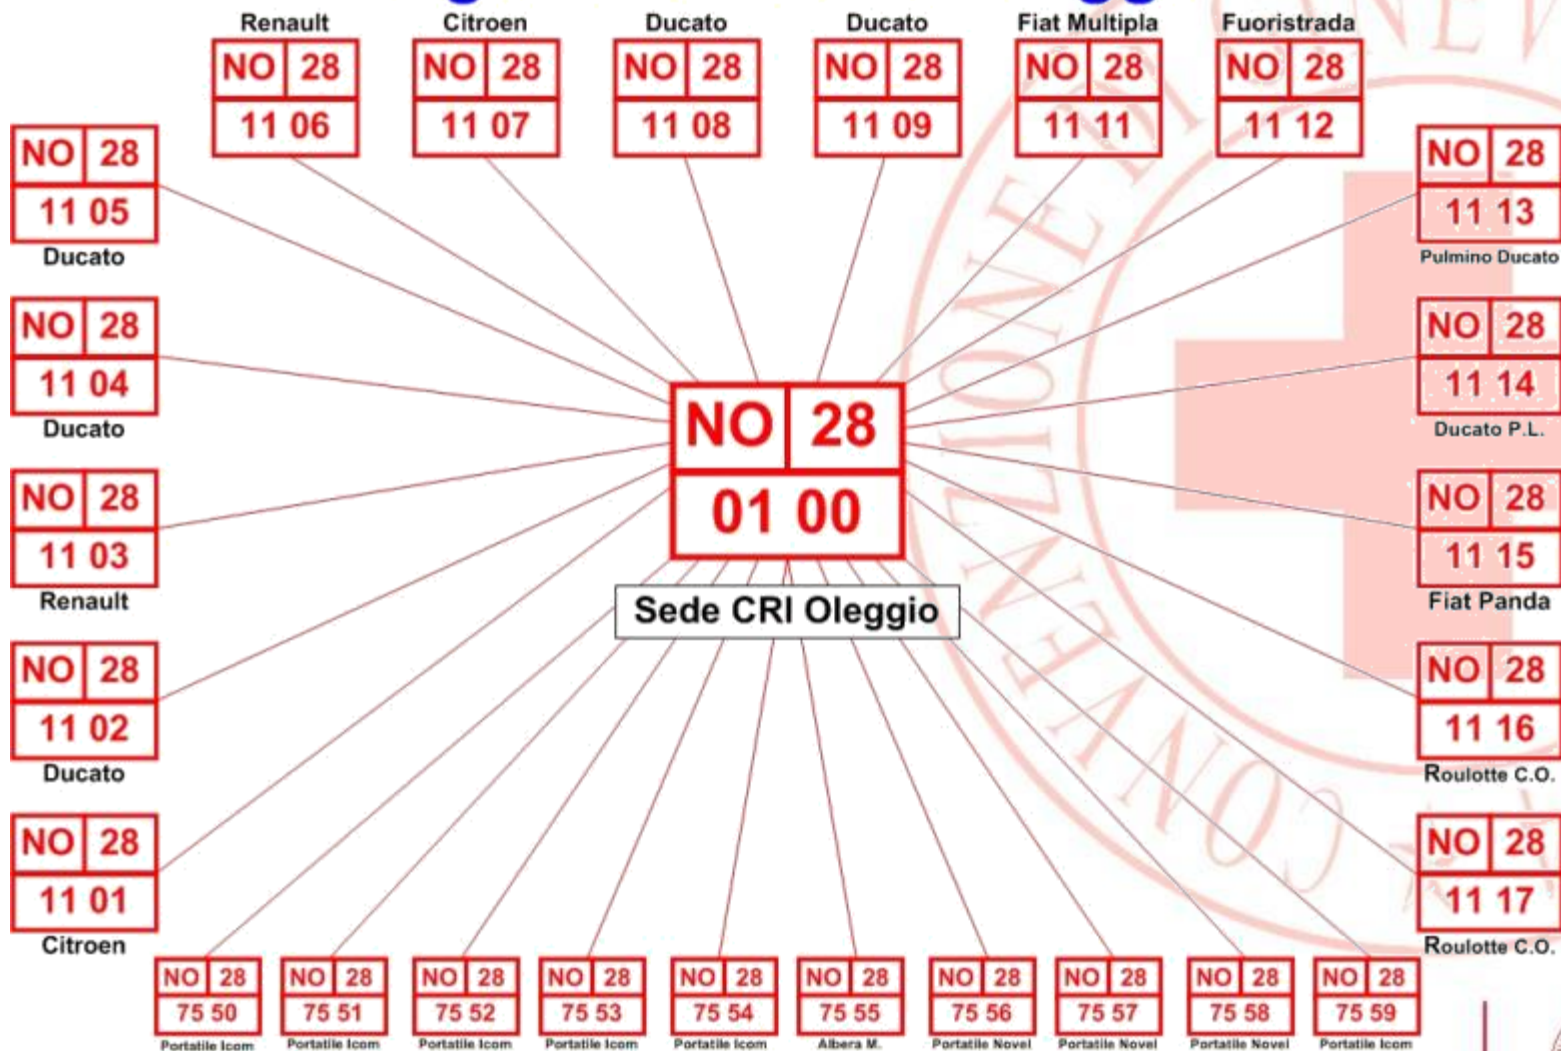 Renault
NO 28
11 06
Citroen
NO 28
11 07
Ducato
NO 28
11 08
Ducato
NO 28
11 09
Fiat Multipla
NO 28
11 11
Fuoristrada
NO 28
11 12
NO 28
11 05
Ducato
NO 28
11 04
Ducato
NO 28
11 03
Renault
NO 28
11 02
Ducato
NO 28
11 01
Citroen
NO 28
01 00
Sede CRI Oleggio
NO 28
11 13
Pulmino Ducato
NO 28
11 14
Ducato P.L.
NO 28
11 15
Fiat Panda
NO 28
11 16
Roulotte C.O.
NO 28
11 17
Roulotte C.O.
NO 28
75 50
Portatile Icom
NO 28
75 51
Portatile Icom
NO 28
75 52
Portatile Icom
NO 28
75 53
Portatile Icom
NO 28
75 54
Portatile Icom
NO 28
75 55
Albera M.
NO 28
75 56
Portatile Novel
NO 28
75 57
Portatile Novel
NO 28
75 58
Portatile Novel
NO 28
75 59
Portatile Icom
CONVENZIONE DI